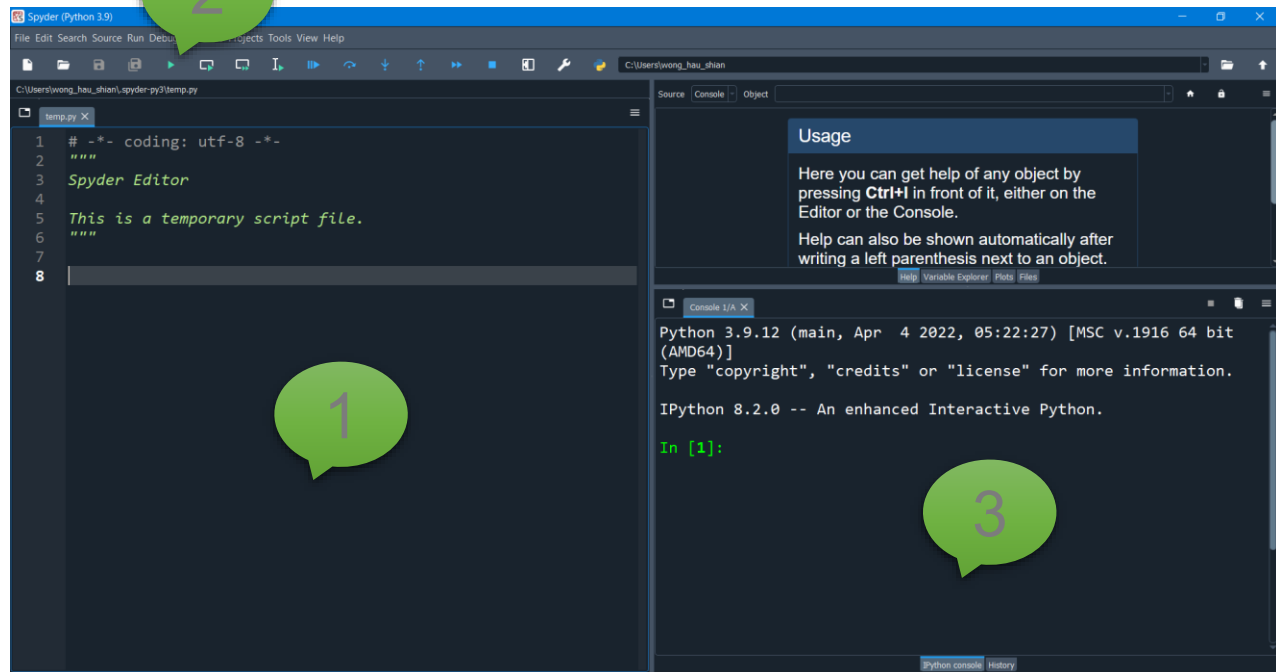 2
Spyder (Python 3.9)
File Edit Search Source Run Debug Projects Tools View Help
C:\Users\wong_hau_shian
C:\Users\wong_hau_shian\.spyder-py3\temp.py
temp.py X
1 # -*- coding: utf-8 -*-
2 """
3 Spyder Editor
4
5 This is a temporary script file.
6 """
7
8
1
Source Console Object
Usage
Here you can get help of any object by
pressing Ctrl+I in front of it, either on the
Editor or the Console.
Help can also be shown automatically after
writing a left parenthesis next to an object.
Help Variable Explorer Plots Files
Console 1/A X
Python 3.9.12 (main, Apr  4 2022, 05:22:27) [MSC v.1916 64 bit
(AMD64)]
Type "copyright", "credits" or "license" for more information.
IPython 8.2.0 -- An enhanced Interactive Python.
In [1]:
3
IPython console History